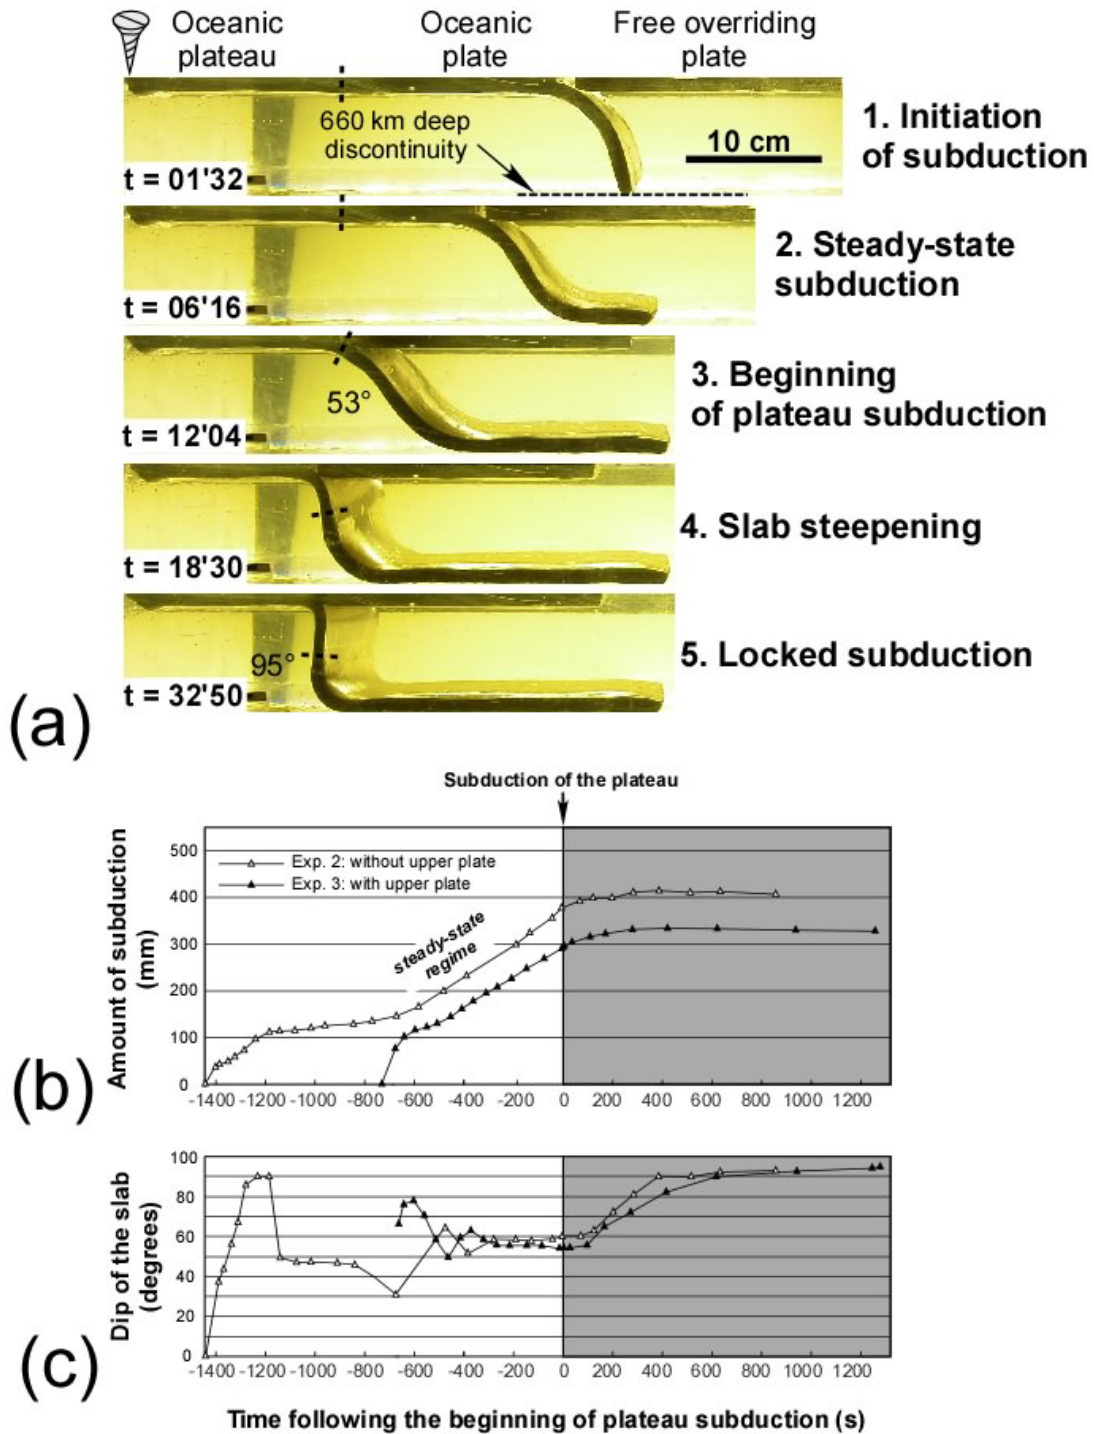 Oceanic
plateau
Oceanic
plate
Free overriding
plate
660 km deep
discontinuity
10 cm
t = 01'32
1. Initiation
of subduction
t = 06'16
2. Steady-state
subduction
53°
t = 12'04
3. Beginning
of plateau subduction
t = 18'30
4. Slab steepening
95°
t = 32'50
5. Locked subduction
(a)
Subduction of the plateau
Amount of subduction
(mm)
500
400
300
200
100
0
Exp. 2: without upper plate
Exp. 3: with upper plate
steady-state
regime
-1400 -1200 -1000 -800 -600 -400 -200 0 200 400 600 800 1000 1200
(b)
Dip of the slab
(degrees)
100
80
60
40
20
0
-1400 -1200 -1000 -800 -600 -400 -200 0 200 400 600 800 1000 1200
(c)
Time following the beginning of plateau subduction (s)